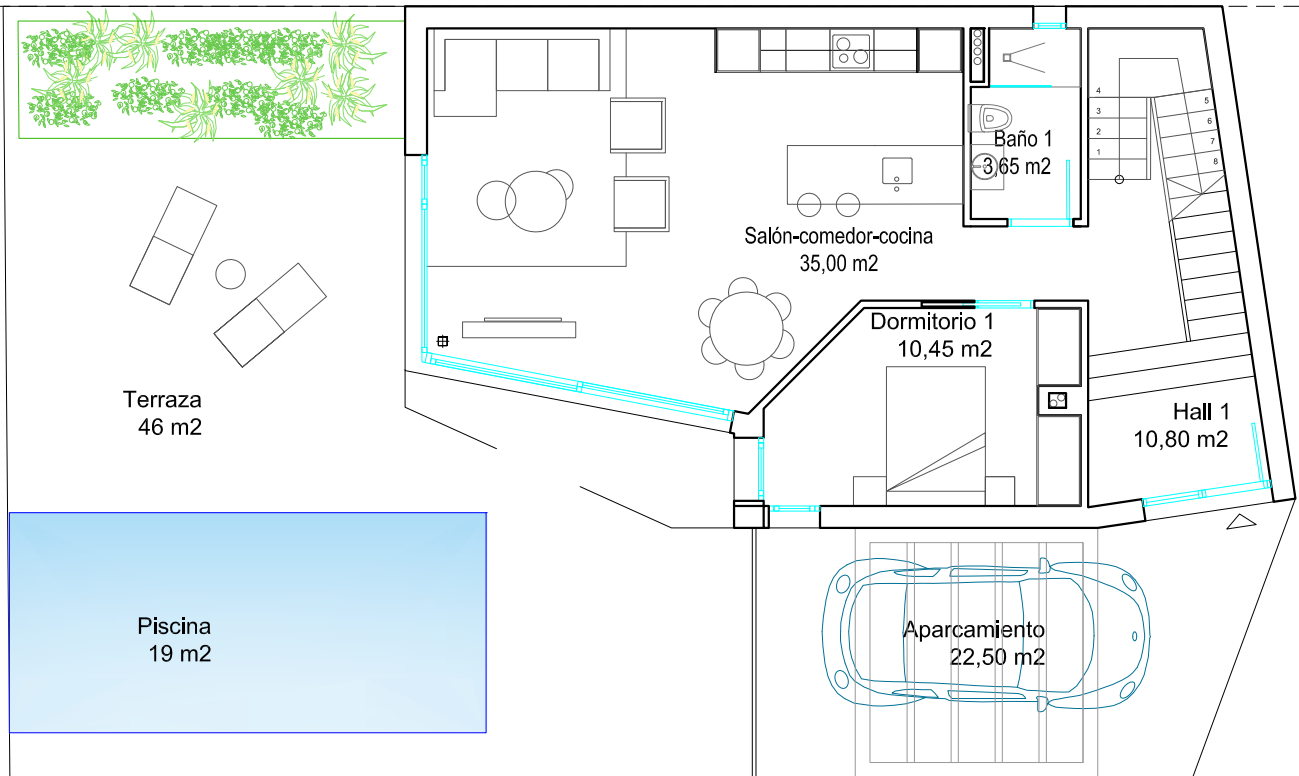 4
3
2
1
5
6
7
8
Baño 1
3,65 m2
Salón-comedor-cocina
35,00 m2
Dormitorio 1
10,45 m2
Terraza
46 m2
Hall 1
10,80 m2
Piscina
19 m2
Aparcamiento
22,50 m2